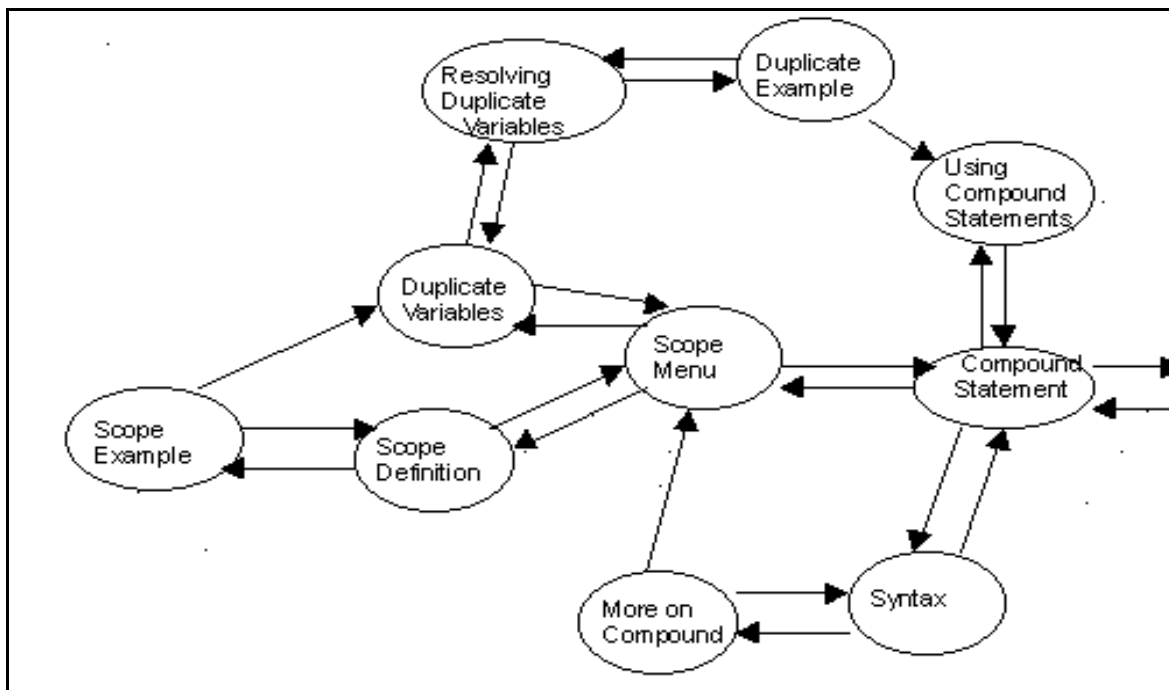 Resolving
Duplicate
Variables
Duplicate
Example
Using
Compound
Statements
Duplicate
Variables
Scope
Menu
Compound
Statement
Scope
Example
Scope
Definition
More on
Compound
Syntax